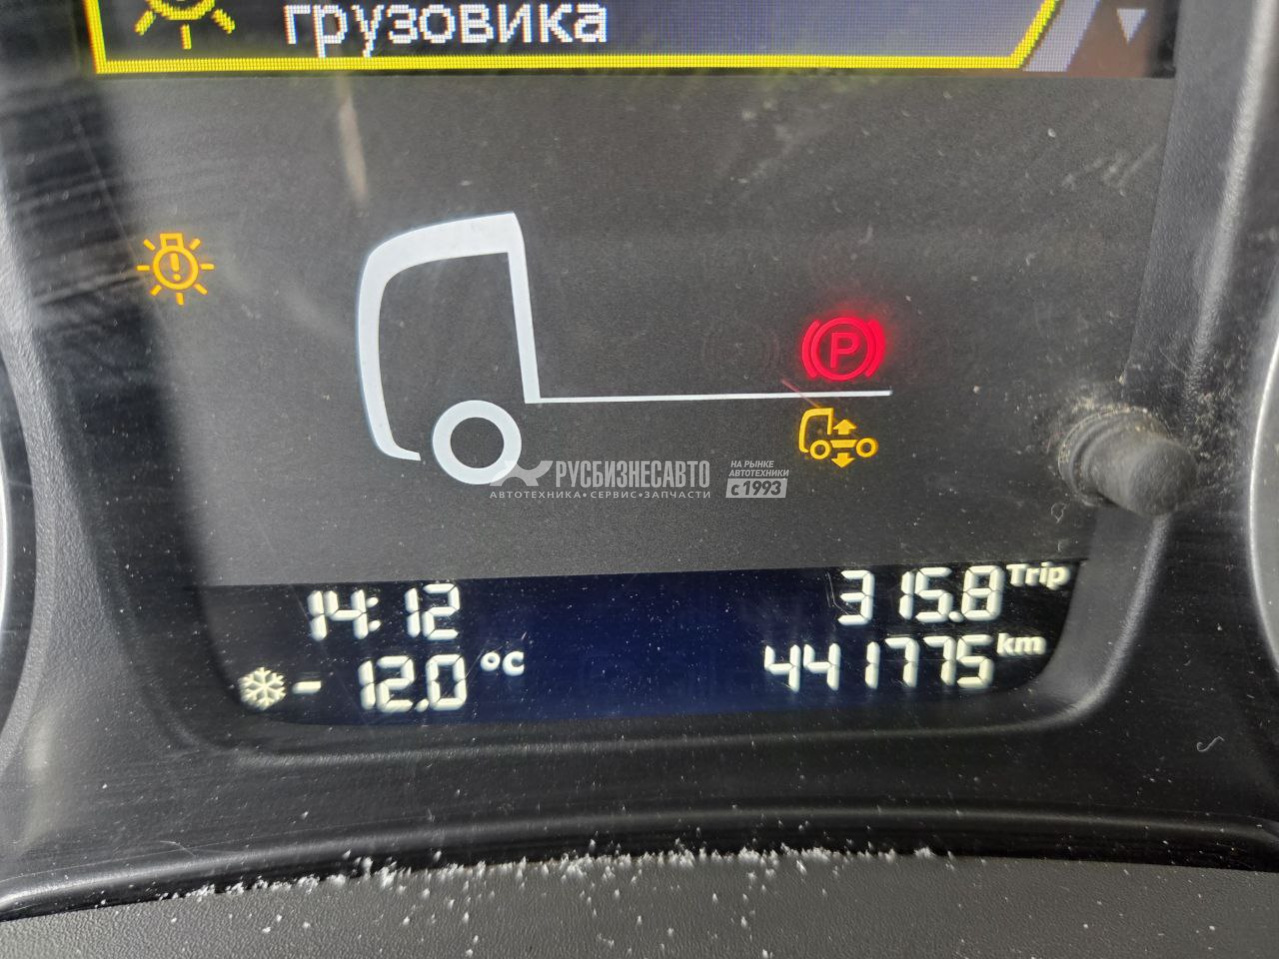 грузовика
P
РУСБИЗНЕСАВТО
АВТОТЕХНИКА•СЕРВИС•ЗАПЧАСТИ
НА РЫНКЕ
АВТОТЕХНИКИ
с 1993
14:12
315.8 Trip
-12.0 °C
441775 km